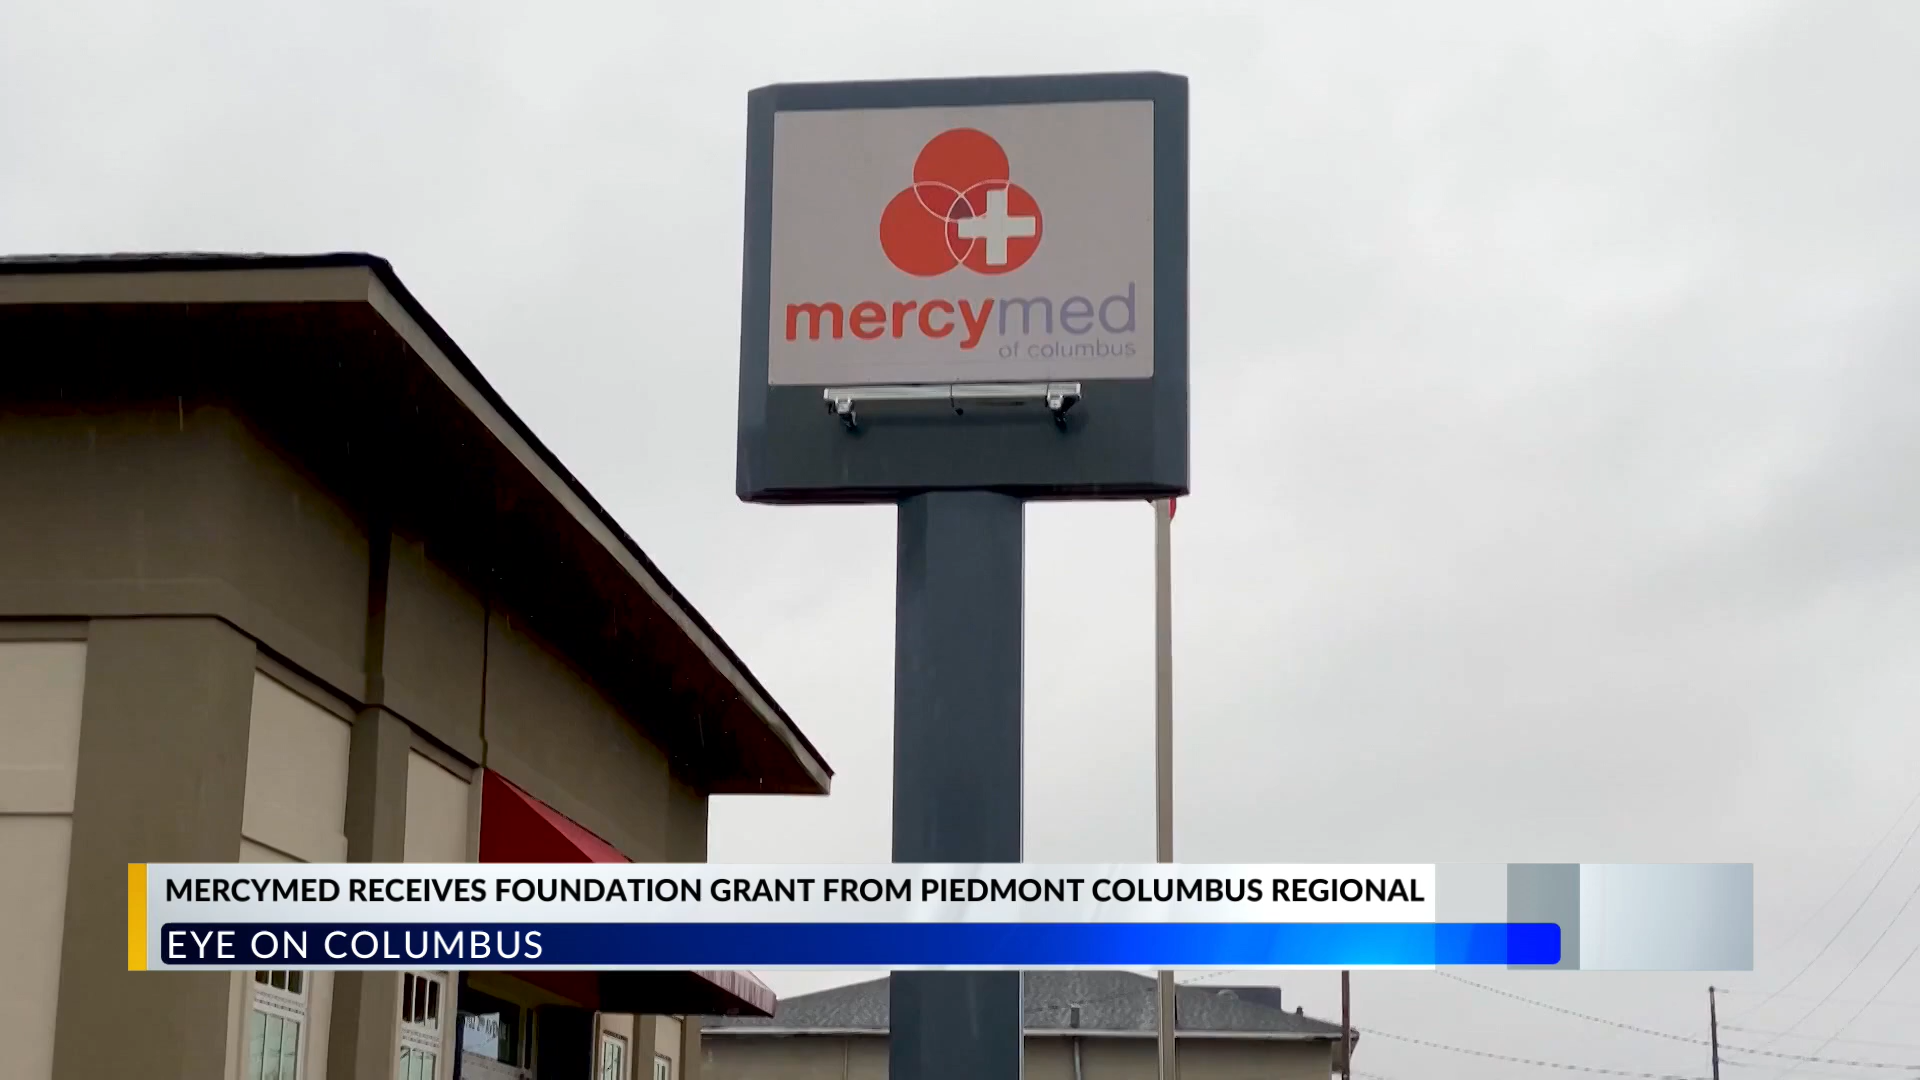 mercymed
of columbus
MERCYMED RECEIVES FOUNDATION GRANT FROM PIEDMONT COLUMBUS REGIONAL
EYE ON COLUMBUS